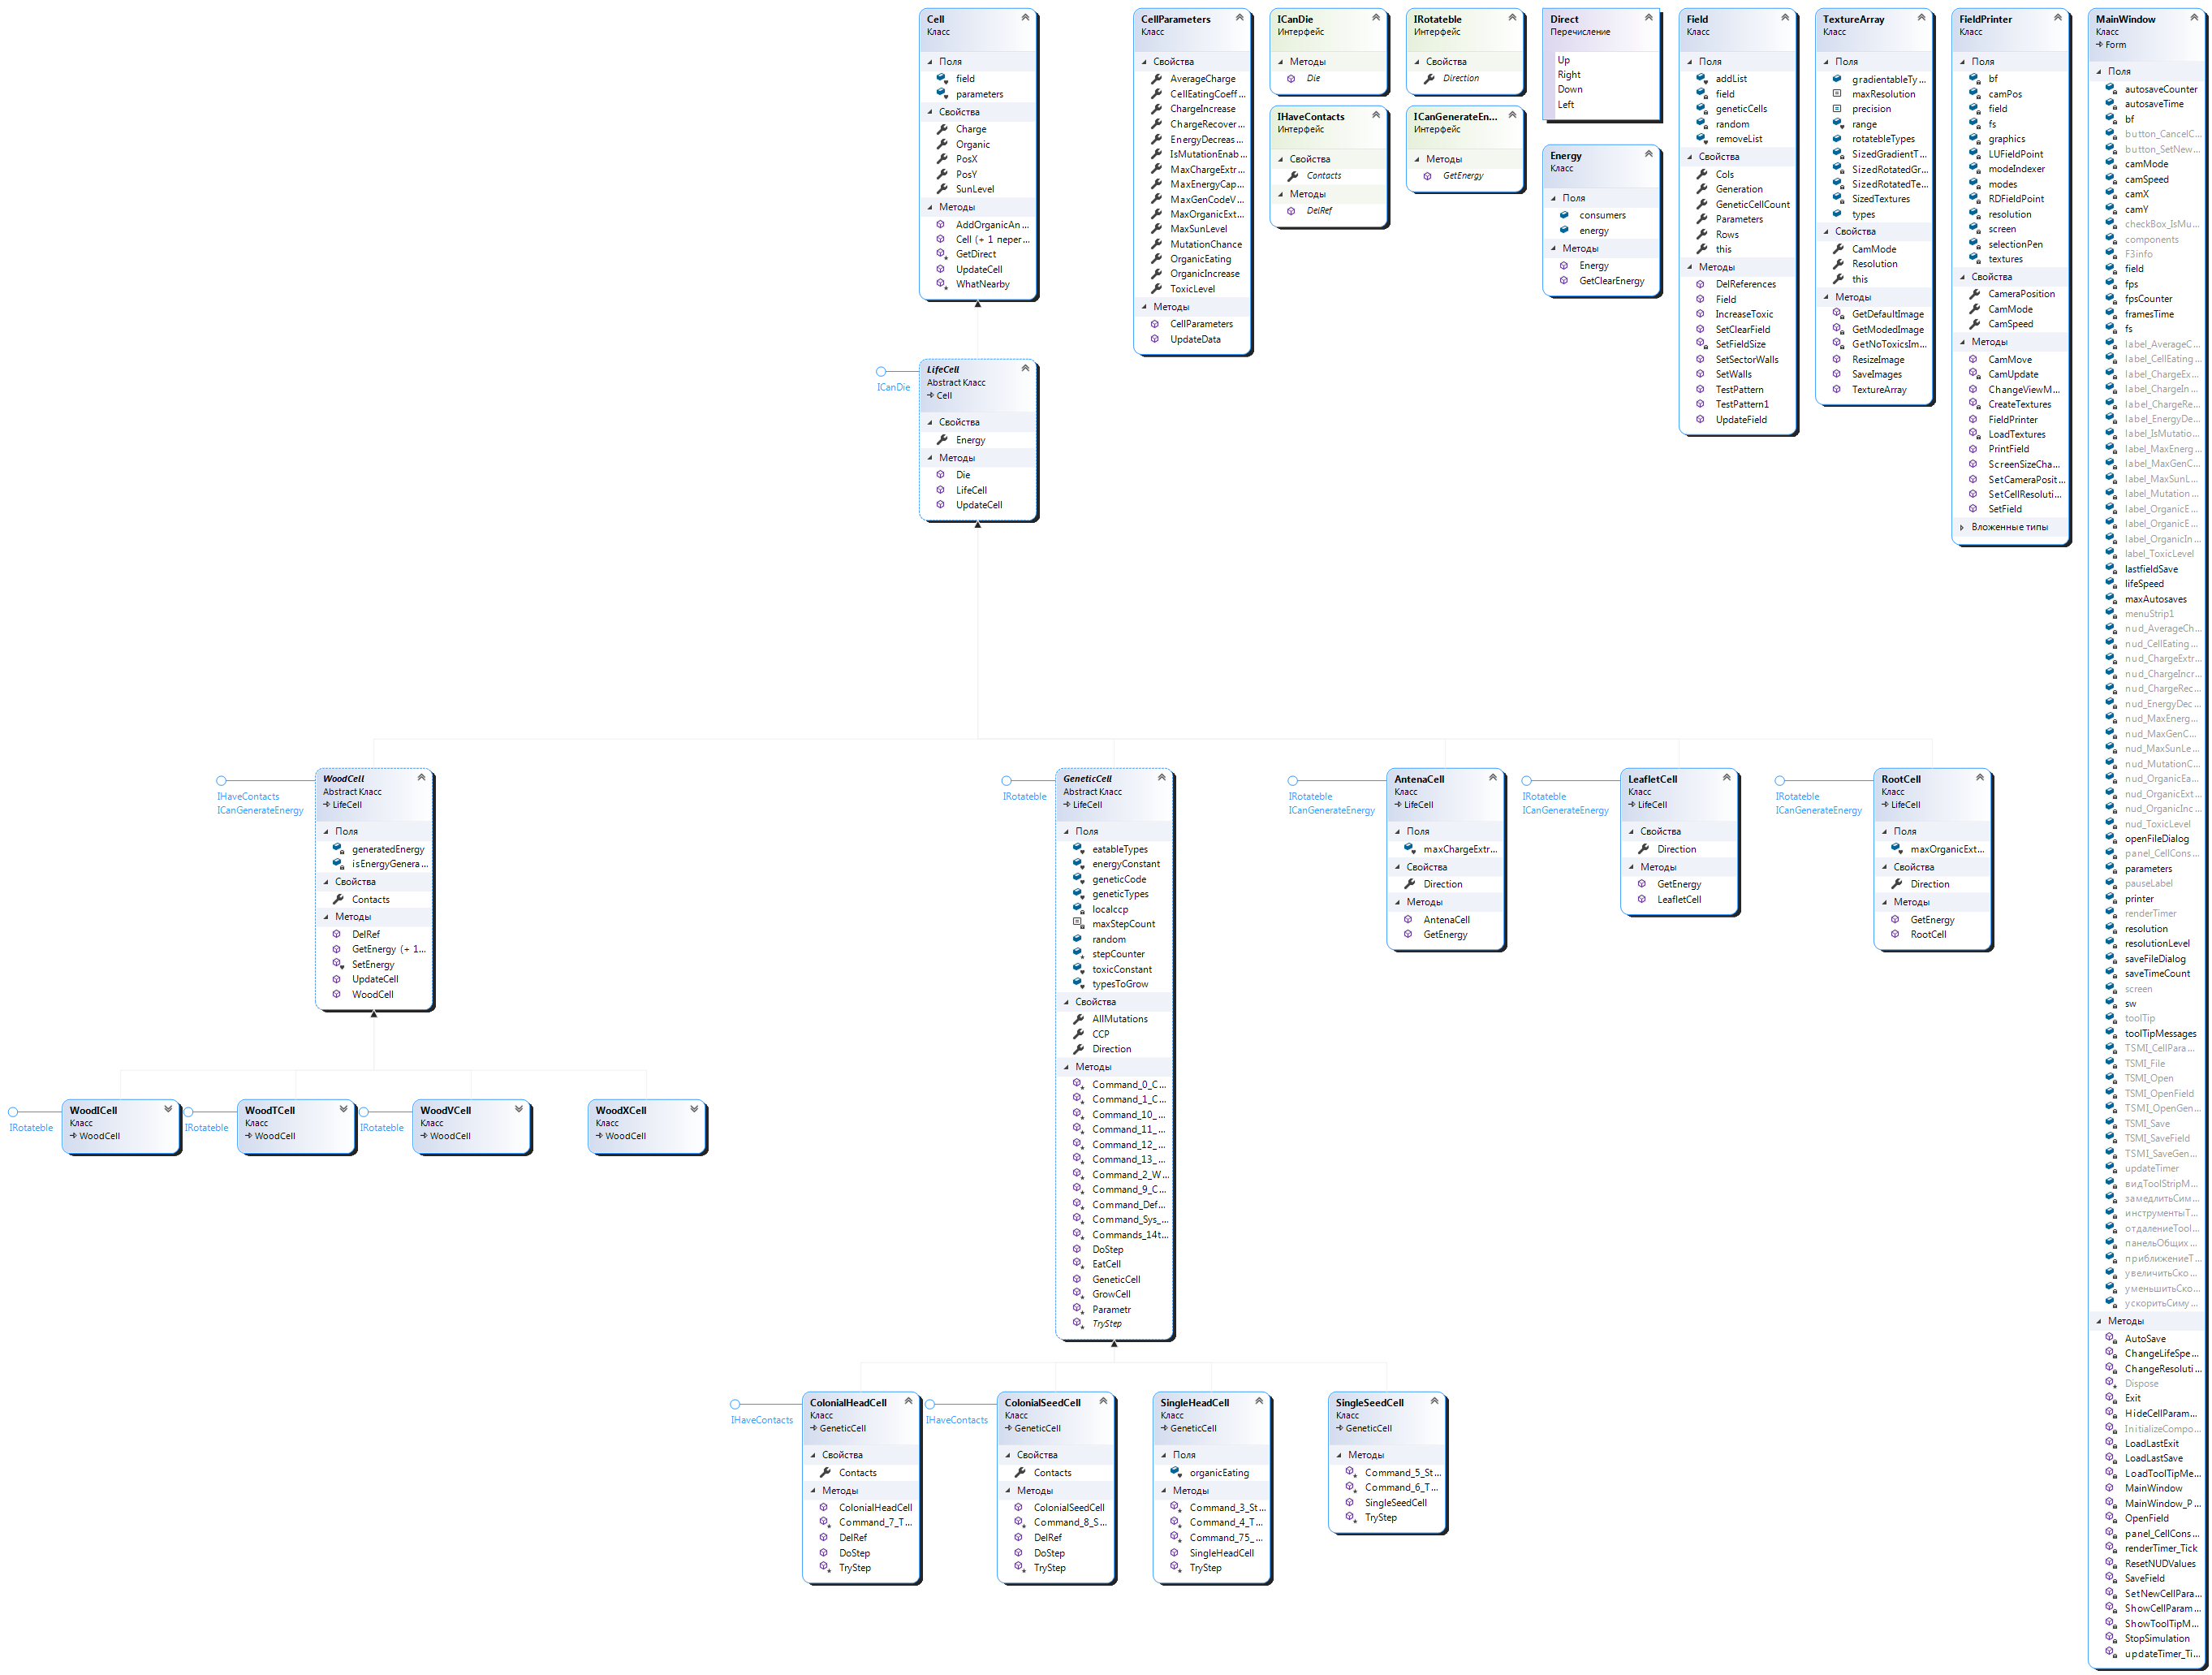 Cell
Класс
Поля
field
parameters
Свойства
Charge
Organic
PosX
PosY
SunLevel
Методы
AddOrganicAn...
Cell (+ 1 перег...
GetDirect
UpdateCell
WhatNearby
CellParameters
Класс
Свойства
AverageCharge
CellEatingCoeff...
ChargeIncrease
ChargeRecover...
EnergyDecreas...
IsMutationEnab...
MaxChargeExtr...
MaxEnergyCap...
MaxGenCodeV...
MaxOrganicExt...
MaxSunLevel
MutationChance
OrganicEating
OrganicIncrease
ToxicLevel
Методы
CellParameters
UpdateData
ICanDie
Интерфейс
Методы
Die
IHaveContacts
Интерфейс
Свойства
Contacts
Методы
DelRef
IRotateble
Интерфейс
Свойства
Direction
ICanGenerateEn...
Интерфейс
Методы
GetEnergy
Direct
Перечисление
Up
Right
Down
Left
Energy
Класс
Поля
consumers
energy
Методы
Energy
GetClearEnergy
Field
Класс
Поля
addList
field
geneticCells
random
removeList
Свойства
Cols
Generation
GeneticCellCount
Parameters
Rows
this
Методы
DelReferences
Field
IncreaseToxic
SetClearField
SetFieldSize
SetSectorWalls
SetWalls
TestPattern
TestPattern1
UpdateField
TextureArray
Класс
Поля
gradientableTy...
maxResolution
precision
range
rotatebleTypes
SizedGradientT...
SizedRotatedGr...
SizedRotatedTe...
SizedTextures
types
Свойства
CamMode
Resolution
this
Методы
GetDefaultImage
GetModedImage
GetNoToxicsIm...
ResizeImage
SaveImages
TextureArray
FieldPrinter
Класс
Поля
bf
camPos
field
fs
graphics
LUFieldPoint
modeIndexer
modes
RDFieldPoint
resolution
screen
selectionPen
textures
Свойства
CameraPosition
CamMode
CamSpeed
Методы
CamMove
CamUpdate
ChangeViewM...
CreateTextures
FieldPrinter
LoadTextures
PrintField
ScreenSizeCha...
SetCameraPosit...
SetCellResoluti...
SetField
Вложенные типы
MainWindow
Класс
Form
Поля
autosaveCounter
autosaveTime
bf
button_CancelC...
button_SetNew...
camMode
camSpeed
camX
camY
checkBox_IsMu...
components
F3info
field
fps
fpsCounter
framesTime
fs
label_AverageC...
label_CellEating...
label_ChargeEx...
label_ChargeIn...
label_ChargeRe...
label_EnergyDe...
label_IsMutatio...
label_MaxEnerg...
label_MaxGenC...
label_MaxSunL...
label_Mutation...
label_OrganicE...
label_OrganicE...
label_OrganicIn...
label_ToxicLevel
lastfieldSave
lifeSpeed
maxAutosaves
menuStrip1
nud_AverageCh...
nud_CellEating...
nud_ChargeExtr...
nud_ChargeIncr...
nud_ChargeRec...
nud_EnergyDec...
nud_MaxEnerg...
nud_MaxGenC...
nud_MaxSunLe...
nud_MutationC...
nud_OrganicEa...
nud_OrganicExt...
nud_OrganicInc...
nud_ToxicLevel
openFileDialog
panel_CellCons...
parameters
pauseLabel
printer
renderTimer
resolution
resolutionLevel
saveFileDialog
saveTimeCount
screen
sw
toolTip
toolTipMessages
TSMI_CellPara...
TSMI_File
TSMI_Open
TSMI_OpenField
TSMI_OpenGen...
TSMI_Save
TSMI_SaveField
TSMI_SaveGen...
updateTimer
видToolStripM...
замедлитьСим...
инструментыT...
отдалениеTool...
панельОбщих...
приближениеT...
увеличитьСко...
уменьшитьСко...
ускоритьСиму...
Методы
AutoSave
ChangeLifeSpe...
ChangeResoluti...
Dispose
Exit
HideCellParam...
InitializeCompo...
LoadLastExit
LoadLastSave
LoadToolTipMe...
MainWindow
MainWindow_P...
OpenField
panel_CellCons...
renderTimer_Tick
ResetNUDValues
SaveField
SetNewCellPara...
ShowCellParam...
ShowToolTipM...
StopSimulation
updateTimer_Ti...
ICanDie
LifeCell
Abstract Класс
Cell
Свойства
Energy
Методы
Die
LifeCell
UpdateCell
IHaveContacts
ICanGenerateEnergy
WoodCell
Abstract Класс
LifeCell
Поля
generatedEnergy
isEnergyGenera...
Свойства
Contacts
Методы
DelRef
GetEnergy (+ 1...
SetEnergy
UpdateCell
WoodCell
IRotateble
GeneticCell
Abstract Класс
LifeCell
Поля
eatableTypes
energyConstant
geneticCode
geneticTypes
localccp
maxStepCount
random
stepCounter
toxicConstant
typesToGrow
Свойства
AllMutations
CCP
Direction
Методы
Command_0_C...
Command_1_C...
Command_10_...
Command_11_...
Command_12_...
Command_13_...
Command_2_W...
Command_9_C...
Command_Def...
Command_Sys_...
Commands_14t...
DoStep
EatCell
GeneticCell
GrowCell
Parametr
TryStep
IRotateble
ICanGenerateEnergy
AntenaCell
Класс
LifeCell
Поля
maxChargeExtr...
Свойства
Direction
Методы
AntenaCell
GetEnergy
IRotateble
ICanGenerateEnergy
LeafletCell
Класс
LifeCell
Свойства
Direction
Методы
GetEnergy
LeafletCell
IRotateble
ICanGenerateEnergy
RootCell
Класс
LifeCell
Поля
maxOrganicExt...
Свойства
Direction
Методы
GetEnergy
RootCell
IRotateble
WoodICell
Класс
WoodCell
IRotateble
WoodTCell
Класс
WoodCell
IRotateble
WoodVCell
Класс
WoodCell
WoodXCell
Класс
WoodCell
IHaveContacts
ColonialHeadCell
Класс
GeneticCell
Свойства
Contacts
Методы
ColonialHeadCell
Command_7_T...
DelRef
DoStep
TryStep
IHaveContacts
ColonialSeedCell
Класс
GeneticCell
Свойства
Contacts
Методы
ColonialSeedCell
Command_8_S...
DelRef
DoStep
TryStep
SingleHeadCell
Класс
GeneticCell
Поля
organicEating
Методы
Command_3_St...
Command_4_T...
Command_75_...
SingleHeadCell
TryStep
SingleSeedCell
Класс
GeneticCell
Методы
Command_5_St...
Command_6_T...
SingleSeedCell
TryStep